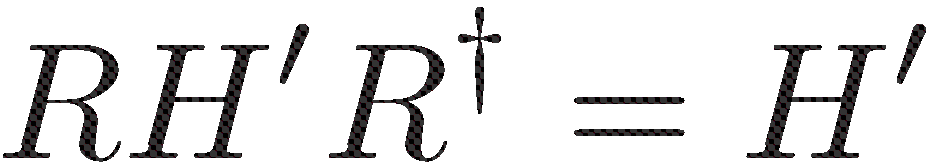 RH′R† = H′